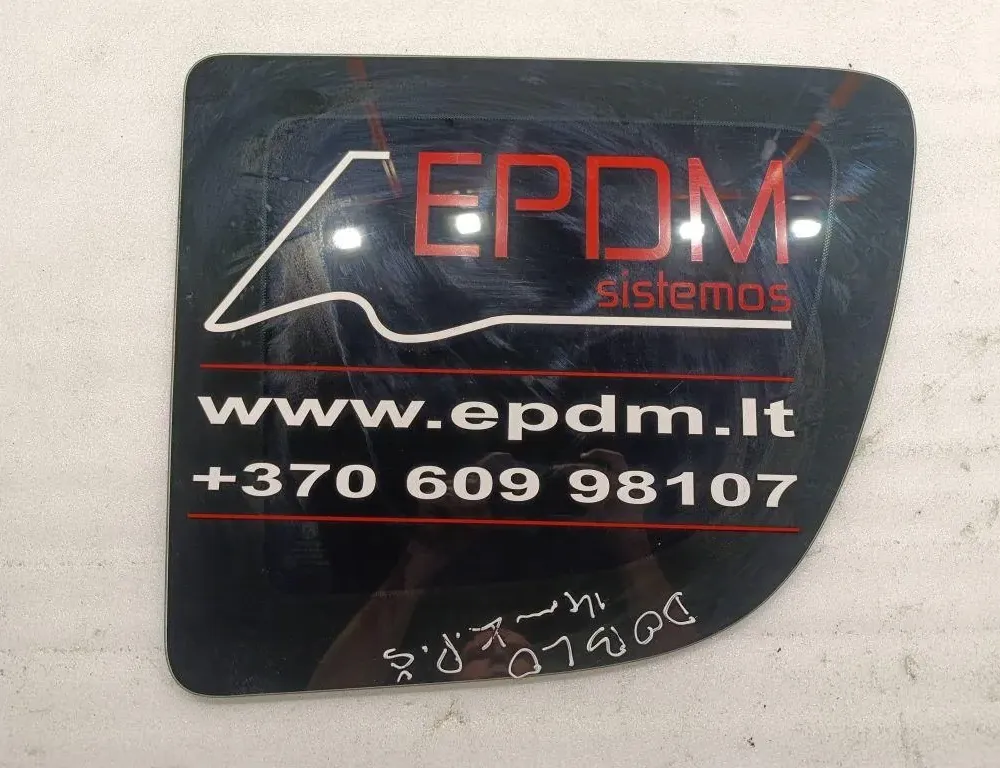 EPDM
sistemos
www.epdm.lt
+370 609 98107
DOBLO
K.P.Š